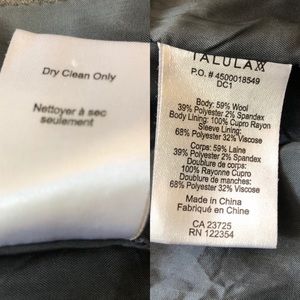 Dry Clean Only
Nettoyer à sec
seulement
TALULA
P.O. # 4500018549
DC1
Body: 59% Wool
39% Polyester 2% Spandex
Body Lining: 100% Cupro Rayon
Sleeve Lining:
68% Polyester 32% Viscose
Corps: 59% Laine
39% Polyester 2% Spandex
Doublure de corps:
100% Rayonne Cupro
Doublure de manches:
68% Polyester 32% Viscose
Made in China
Fabriqué en Chine
CA 23725
RN 122354